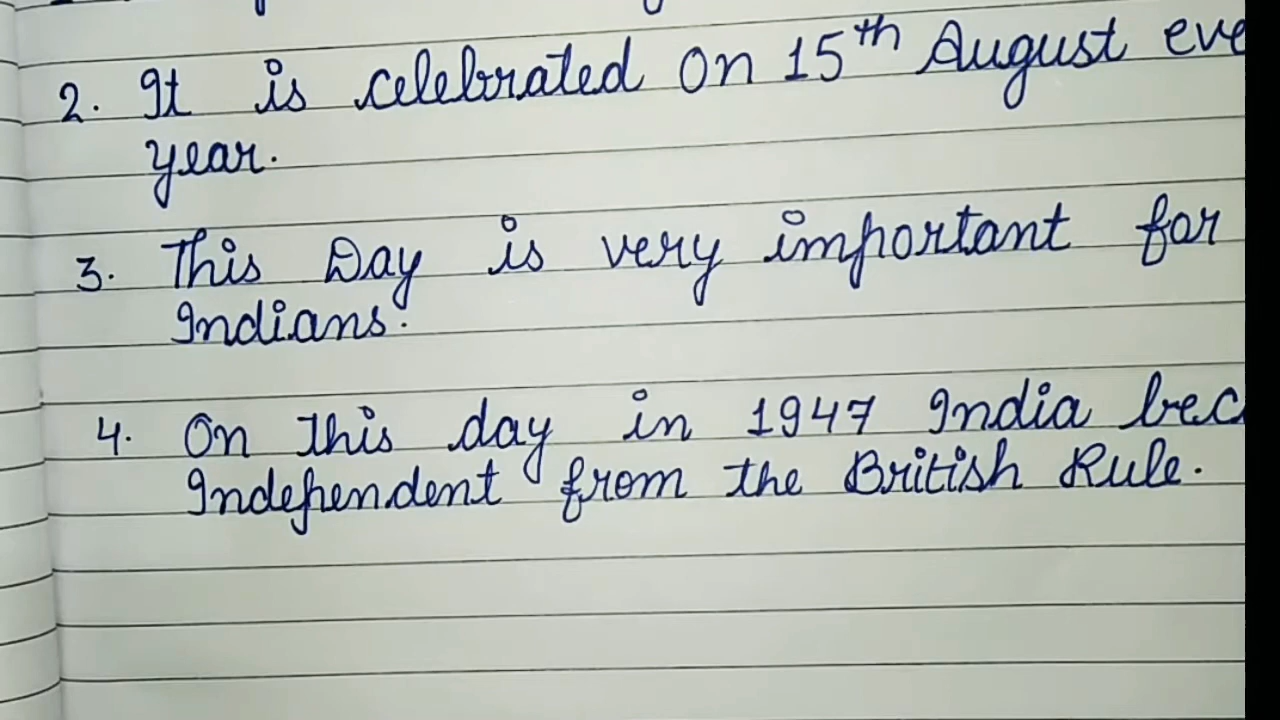 2. It is celebrated on 15th August eve
year.
3. This Day is very important for
Indians.
4. On this day in 1947 India bec
Independent from the British Rule.